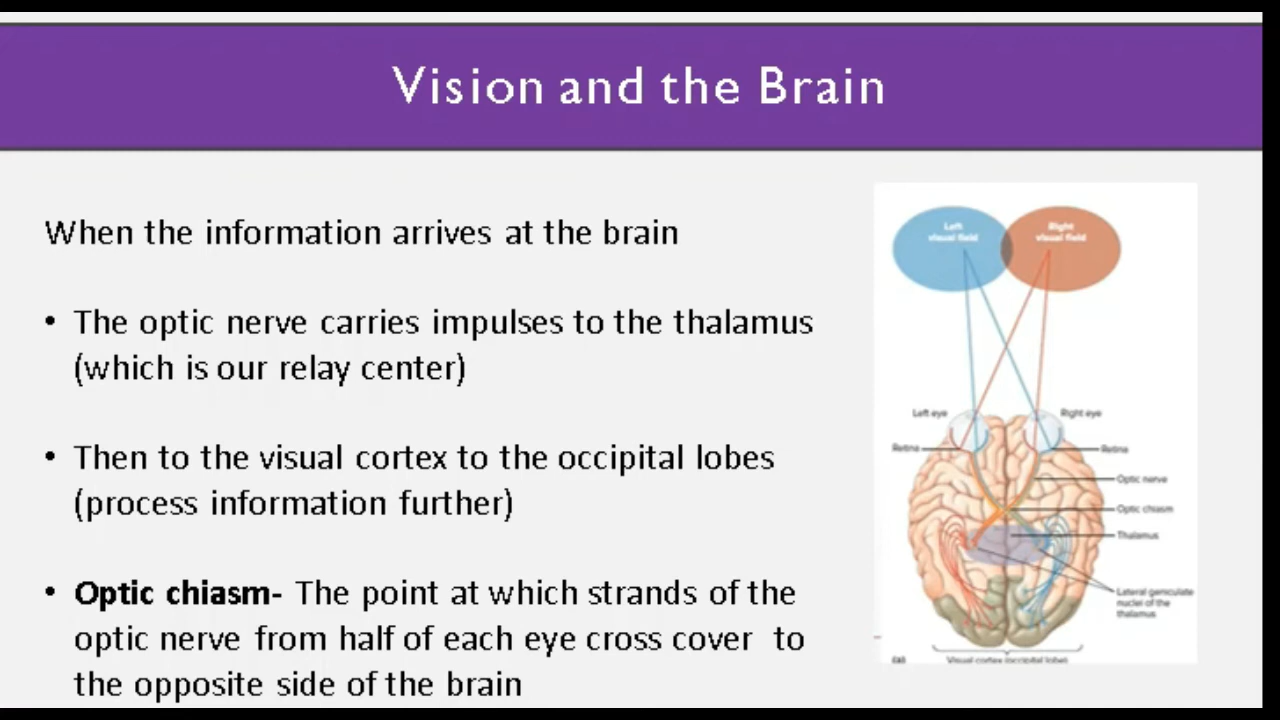 Vision and the Brain
When the information arrives at the brain
• The optic nerve carries impulses to the thalamus
(which is our relay center)
• Then to the visual cortex to the occipital lobes
(process information further)
• Optic chiasm- The point at which strands of the
optic nerve from half of each eye cross cover to
the opposite side of the brain
Left
visual field
Right
visual field
Left eye
Right eye
Retina
Retina
Optic nerve
Optic chiasm
Thalamus
Lateral geniculate
nuclei of the
thalamus
(a)
Visual cortex (occipital lobe)